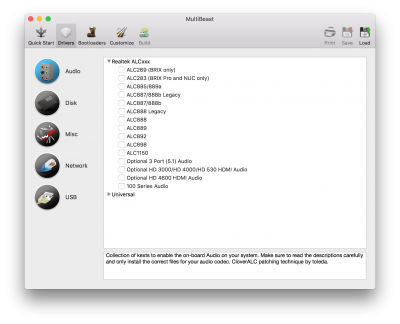 MultiBeast
Quick Start Drivers Bootloaders Customize Build Print Save Load
Audio
Disk
Misc
Network
USB
Realtek ALCxxx
ALC269 (BRIX only)
ALC283 (BRIX Pro and NUC only)
ALC885/889a
ALC887/888b Legacy
ALC887/888b
ALC888 Legacy
ALC888
ALC889
ALC892
ALC898
ALC1150
Optional 3 Port (5.1) Audio
Optional HD 3000/HD 4000/HD 530 HDMI Audio
Optional HD 4600 HDMI Audio
100 Series Audio
Universal
Collection of kexts to enable the on-board Audio on your system. Make sure to read the descriptions carefully
and only install the correct files for your audio codec. CloverALC patching technique by toleda.